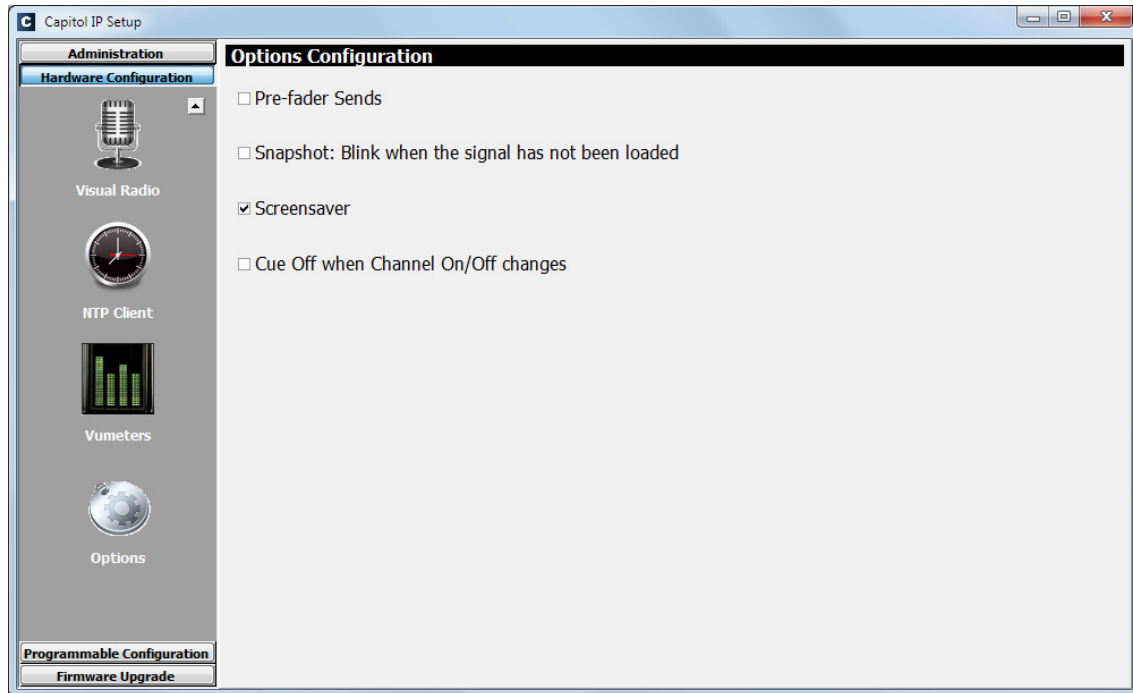 C Capitol IP Setup
Administration
Hardware Configuration
Visual Radio
NTP Client
Vumeters
Options
Programmable Configuration
Firmware Upgrade
Options Configuration
Pre-fader Sends
Snapshot: Blink when the signal has not been loaded
Screensaver
Cue Off when Channel On/Off changes